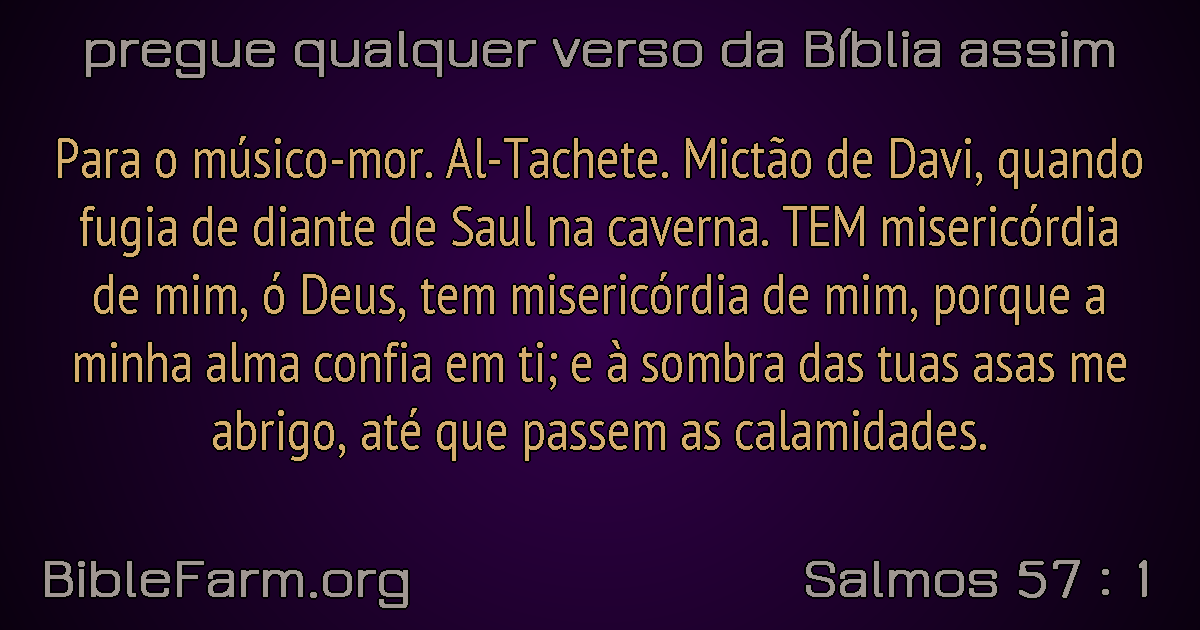 pregue qualquer verso da Bíblia assim
Para o músico-mor. Al-Tachete. Mictão de Davi, quando
fugia de diante de Saul na caverna. TEM misericórdia
de mim, ó Deus, tem misericórdia de mim, porque a
minha alma confia em ti; e à sombra das tuas asas me
abrigo, até que passem as calamidades.
BibleFarm.org
Salmos 57 : 1